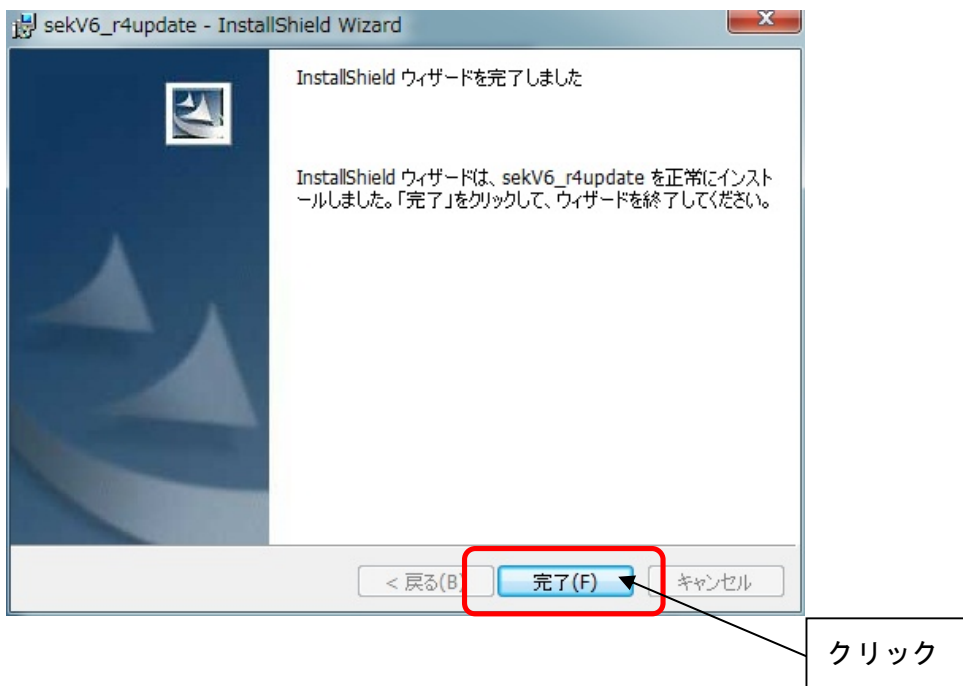 sekV6_r4update - InstallShield Wizard
InstallShield ウィザードを完了しました
InstallShield ウィザードは、sekV6_r4update を正常にインスト
ールしました。「完了」をクリックして、ウィザードを終了してください。
< 戻る(B)
完了(F)
キャンセル
クリック